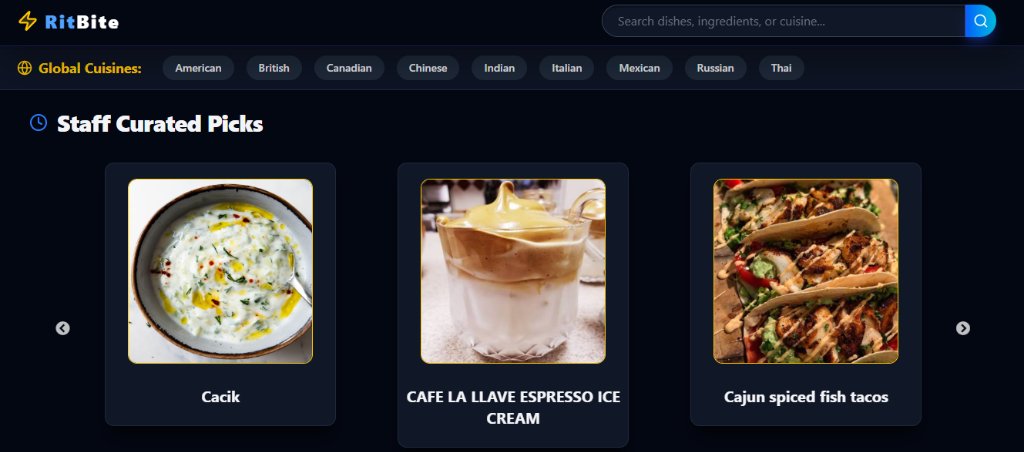 RitBite
Search dishes, ingredients, or cuisine...
Global Cuisines: American British Canadian Chinese Indian Italian Mexican Russian Thai
Staff Curated Picks
Cacik
CAFE LA LLAVE ESPRESSO ICE
CREAM
Cajun spiced fish tacos